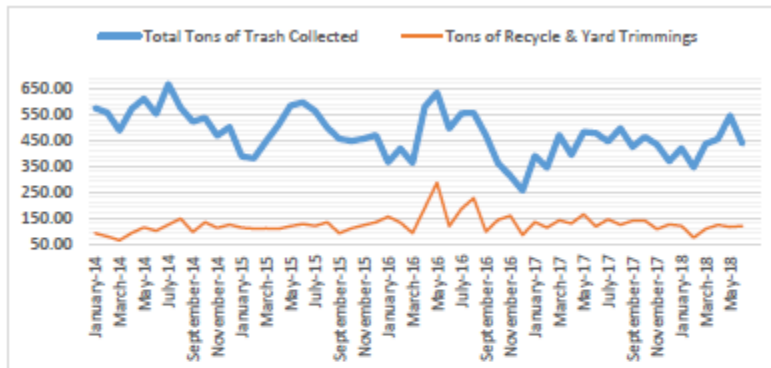 Total Tons of Trash Collected
Tons of Recycle & Yard Trimmings
650.00
550.00
450.00
350.00
250.00
150.00
50.00
January-14
March-14
May-14
July-14
September-14
November-14
January-15
March-15
May-15
July-15
September-15
November-15
January-16
March-16
May-16
July-16
September-16
November-16
January-17
March-17
May-17
July-17
September-17
November-17
January-18
March-18
May-18